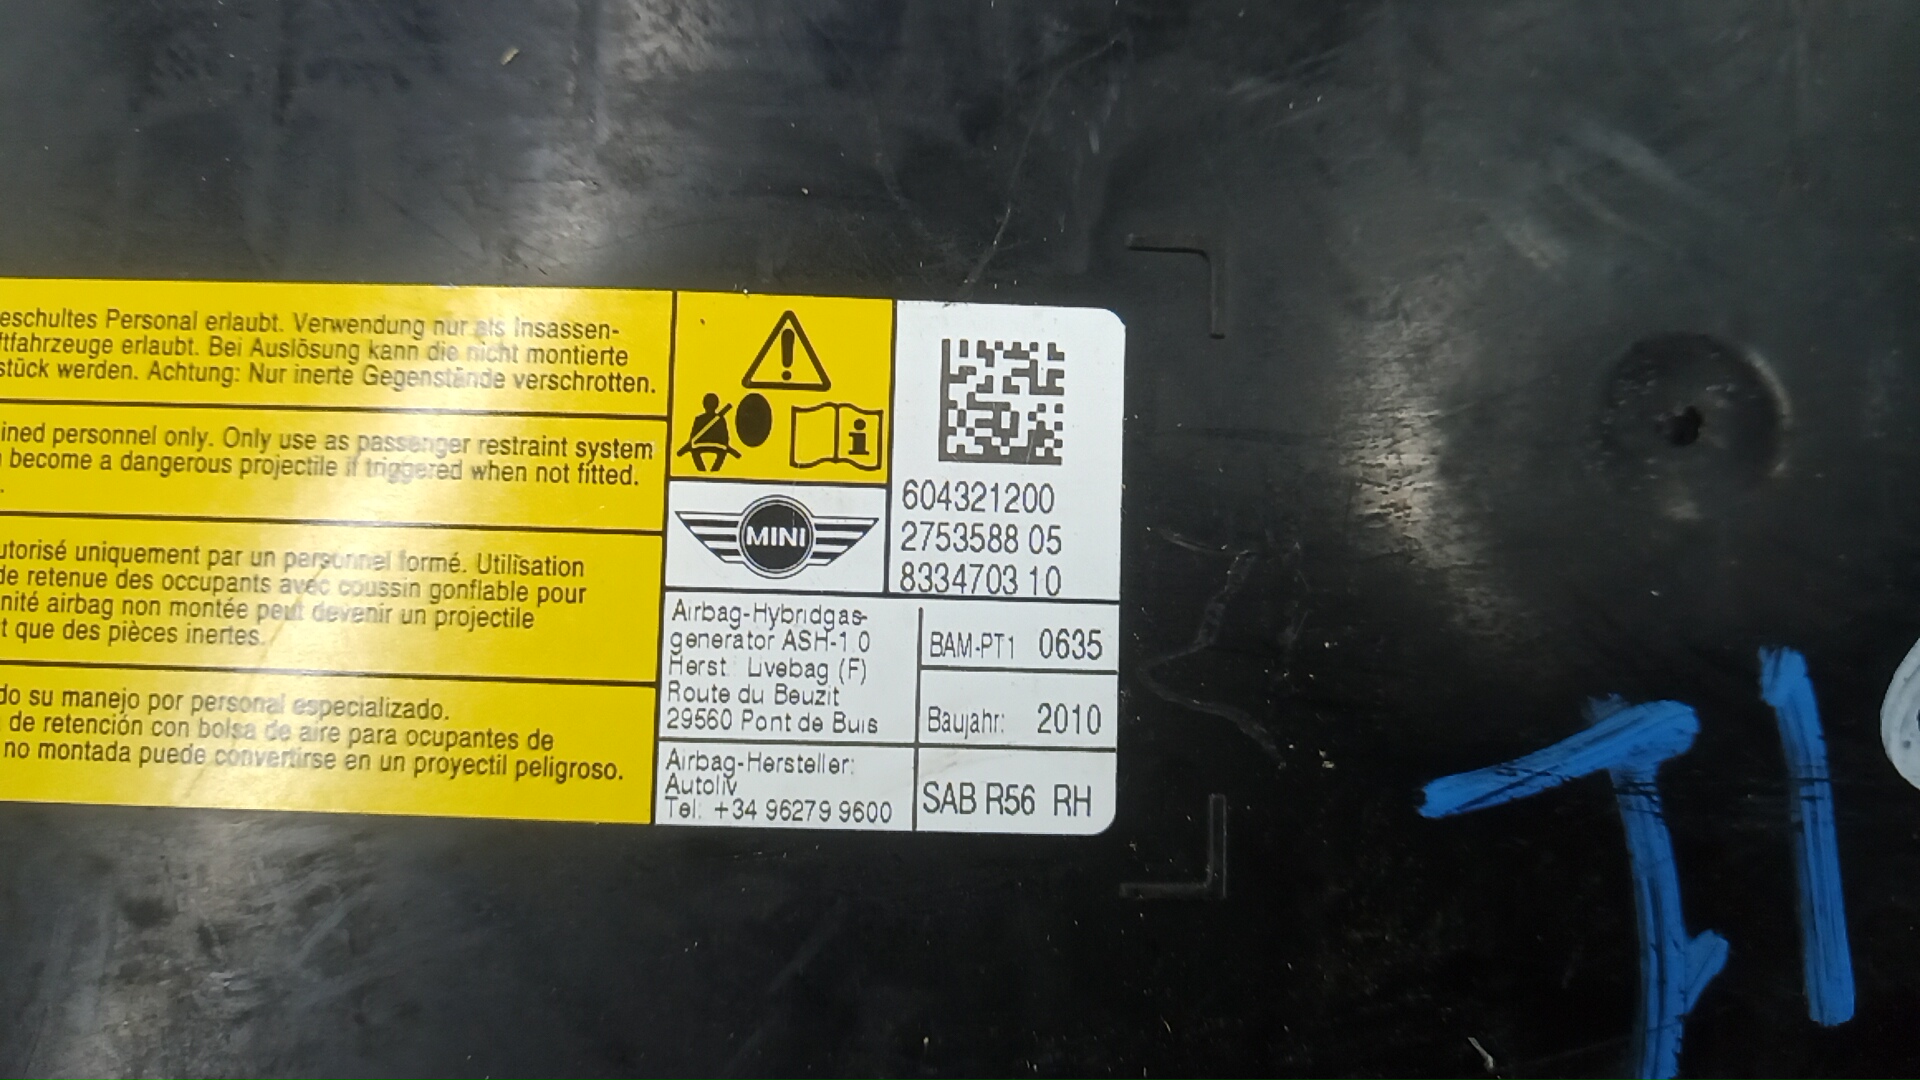 eschultes Personal erlaubt. Verwendung nur als Insassen-
ftfahrzeuge erlaubt. Bei Auslösung kann die nicht montierte
stück werden. Achtung: Nur inerte Gegenstände verschrotten.
ined personnel only. Only use as passenger restraint system
become a dangerous projectile if triggered when not fitted.
utorisé uniquement par un personnel formé. Utilisation
de retenue des occupants avec coussin gonflable pour
nité airbag non montée peut devenir un projectile
t que des pièces inertes.
do su manejo por personal especializado.
de retención con bolsa de aire para ocupantes de
no montada puede convertirse en un proyectil peligroso.
MINI
604321200
2753588 05
8334703 10
Airbag-Hybridgas-
generator ASH-1.0
Herst. Livebag (F)
Route du Beuzit
29560 Pont de Buis
BAM-PT1 0635
Baujahr: 2010
Airbag-Hersteller:
Autoliv
Tel: +34 96279 9600
SAB R56 RH